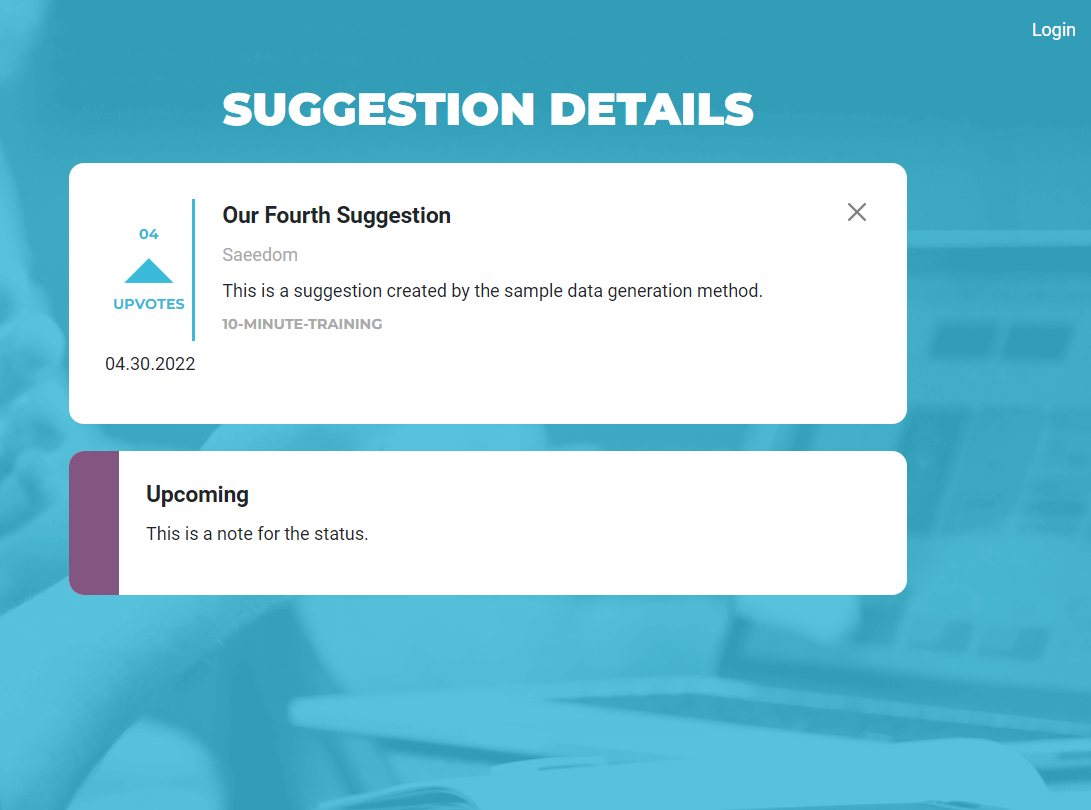 Login
SUGGESTION DETAILS
04
UPVOTES
04.30.2022
Our Fourth Suggestion
Saeedom
This is a suggestion created by the sample data generation method.
10-MINUTE-TRAINING
Upcoming
This is a note for the status.